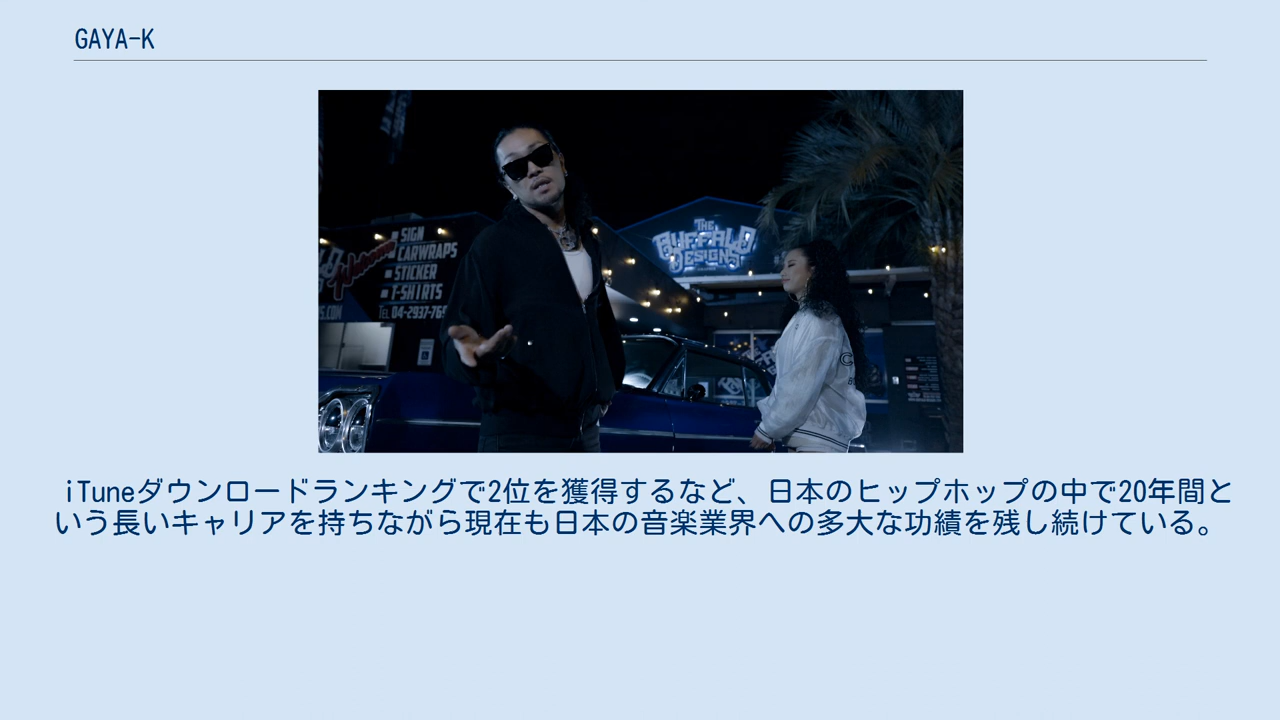 GAYA-K
SIGN
CARWRAPS
STICKER
T-SHIRTS
TEL 04-2937-76
THE
BUFFALO
DESIGNS
iTuneダウンロードランキングで2位を獲得するなど、日本のヒップホップの中で20年間と
いう長いキャリアを持ちながら現在も日本の音楽業界への多大な功績を残し続けている。